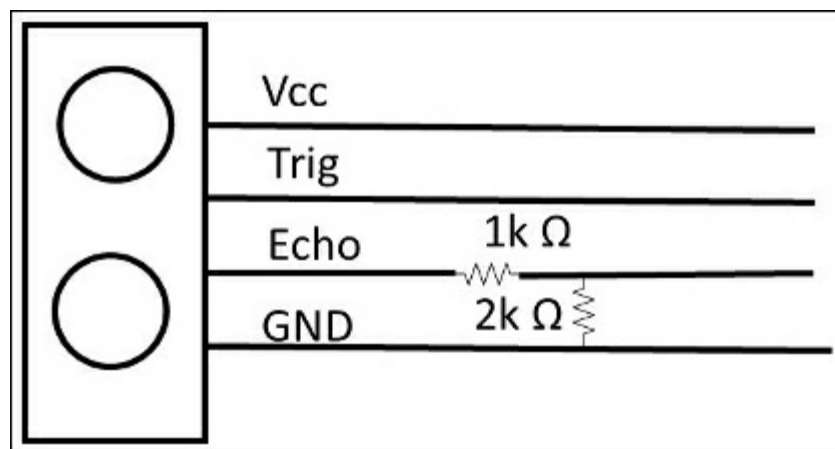 Vcc
Trig
Echo
1k Ω
2k Ω
GND